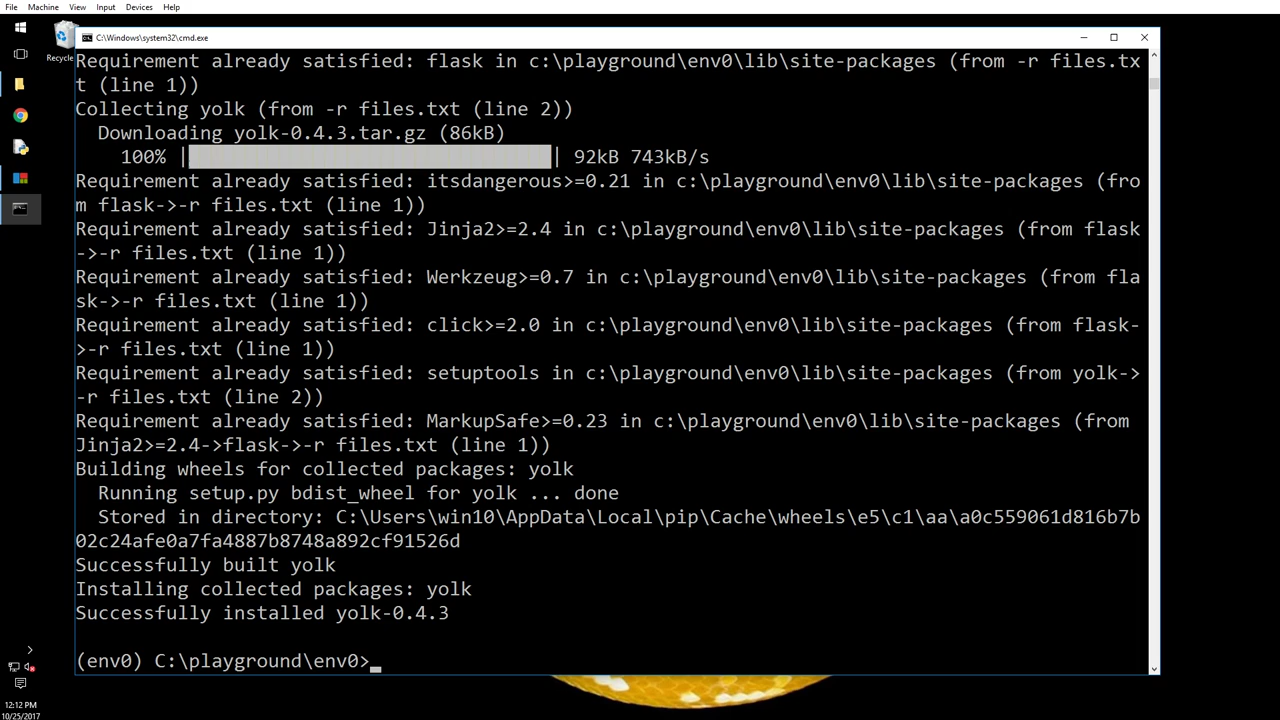 File Machine View Input Devices Help
Recycle
C:\Windows\system32\cmd.exe
Requirement already satisfied: flask in c:\playground\env0\lib\site-packages (from -r files.tx
t (line 1))
Collecting yolk (from -r files.txt (line 2))
  Downloading yolk-0.4.3.tar.gz (86kB)
    100% || 92kB 743kB/s
Requirement already satisfied: itsdangerous>=0.21 in c:\playground\env0\lib\site-packages (fro
m flask->-r files.txt (line 1))
Requirement already satisfied: Jinja2>=2.4 in c:\playground\env0\lib\site-packages (from flask
->-r files.txt (line 1))
Requirement already satisfied: Werkzeug>=0.7 in c:\playground\env0\lib\site-packages (from fla
sk->-r files.txt (line 1))
Requirement already satisfied: click>=2.0 in c:\playground\env0\lib\site-packages (from flask-
>-r files.txt (line 1))
Requirement already satisfied: setuptools in c:\playground\env0\lib\site-packages (from yolk->
-r files.txt (line 2))
Requirement already satisfied: MarkupSafe>=0.23 in c:\playground\env0\lib\site-packages (from
Jinja2>=2.4->flask->-r files.txt (line 1))
Building wheels for collected packages: yolk
  Running setup.py bdist_wheel for yolk ... done
  Stored in directory: C:\Users\win10\AppData\Local\pip\Cache\wheels\e5\c1\aa\a0c559061d816b7b
02c24afe0a7fa4887b8748a892cf91526d
Successfully built yolk
Installing collected packages: yolk
Successfully installed yolk-0.4.3
(env0) C:\playground\env0>
12:12 PM
10/25/2017